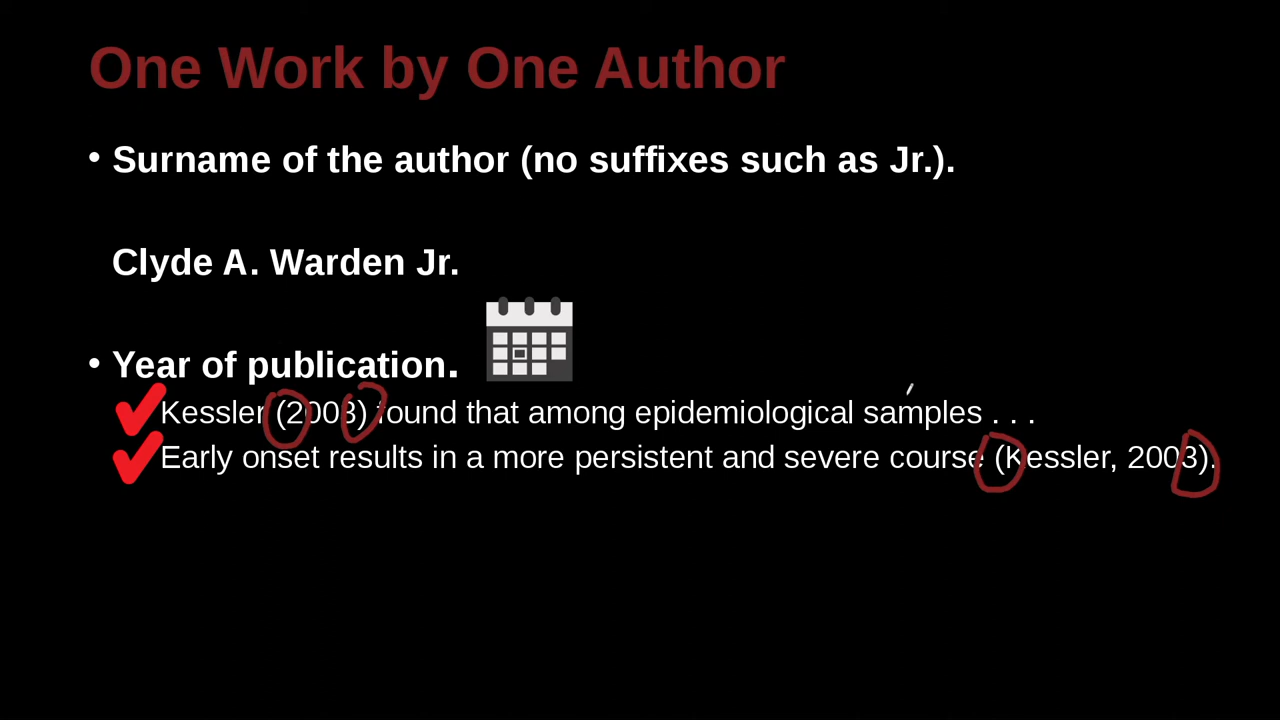 One Work by One Author
• Surname of the author (no suffixes such as Jr.).
Clyde A. Warden Jr.
• Year of publication.
Kessler (2003) found that among epidemiological samples . . .
Early onset results in a more persistent and severe course (Kessler, 2003).